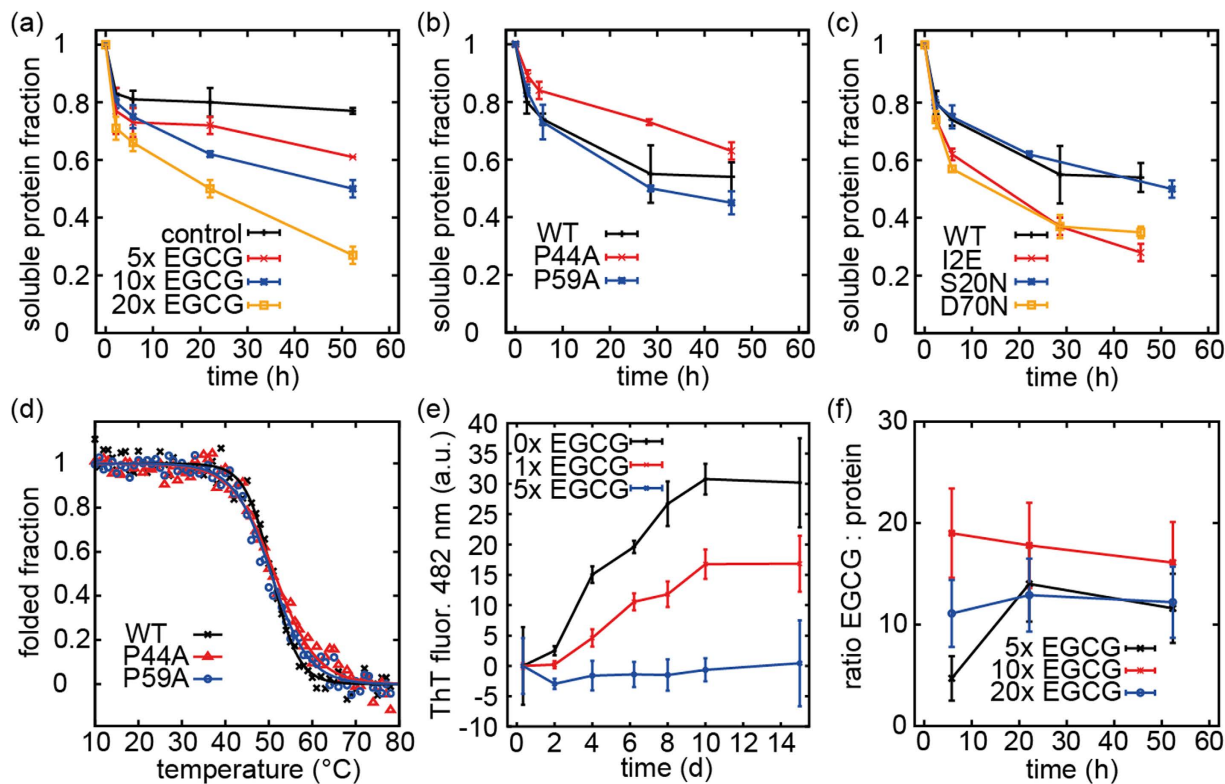 (a)
soluble protein fraction
1
0.8
0.6
0.4
0.2
0
control
5x EGCG
10x EGCG
20x EGCG
0 10 20 30 40 50 60
time (h)
(b)
soluble protein fraction
1
0.8
0.6
0.4
0.2
0
WT
P44A
P59A
0 10 20 30 40 50 60
time (h)
(c)
soluble protein fraction
1
0.8
0.6
0.4
0.2
0
WT
I2E
S20N
D70N
0 10 20 30 40 50 60
time (h)
(d)
folded fraction
1
0.8
0.6
0.4
0.2
0
WT
P44A
P59A
10 20 30 40 50 60 70 80
temperature (°C)
(e)
ThT fluor. 482 nm (a.u.)
40
35
30
25
20
15
10
5
0
-5
-10
0x EGCG
1x EGCG
5x EGCG
0 2 4 6 8 10 12 14
time (d)
(f)
ratio EGCG : protein
30
20
10
0
5x EGCG
10x EGCG
20x EGCG
0 10 20 30 40 50 60
time (h)